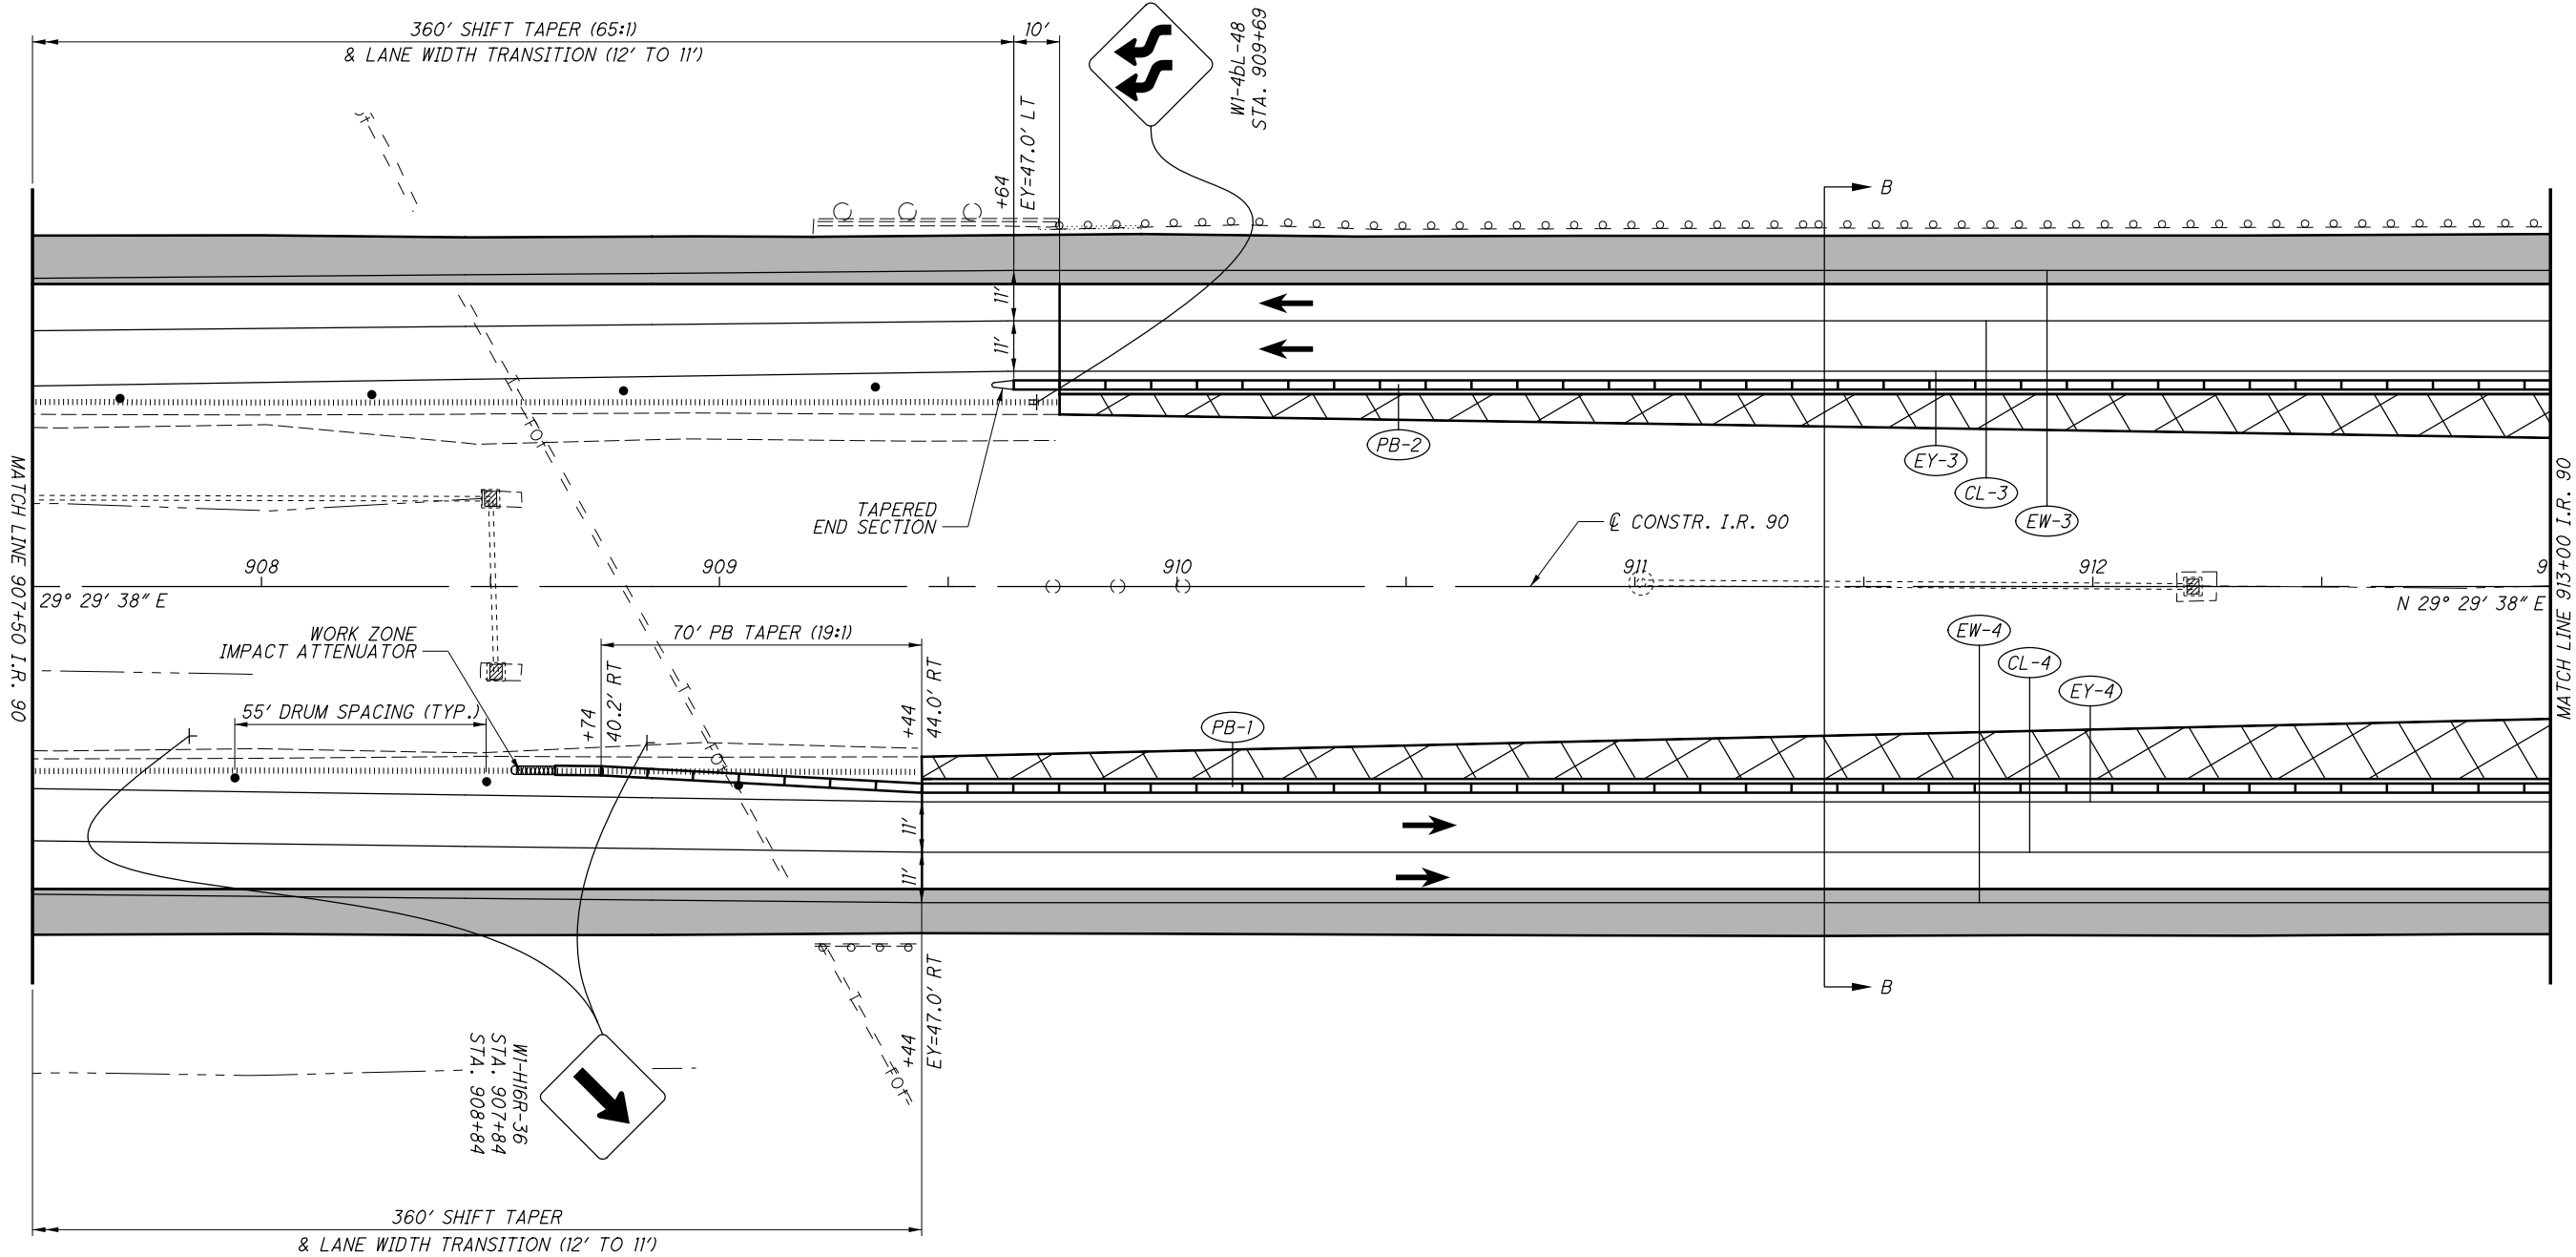 360' SHIFT TAPER (65:1)
& LANE WIDTH TRANSITION (12' TO 11')
10'
W1-4bL-48
STA. 909+69
+64
EY=47.0' LT
B
11'
11'
FO
PB-2
EY-3
CL-3
EW-3
TAPERED
END SECTION
℄ CONSTR. I.R. 90
MATCH LINE 907+50 I.R. 90
MATCH LINE 913+00 I.R. 90
908
909
910
911
912
9
29° 29' 38" E
N 29° 29' 38" E
WORK ZONE
IMPACT ATTENUATOR
70' PB TAPER (19:1)
+74
40.2' RT
+44
44.0' RT
55' DRUM SPACING (TYP.)
EW-4
CL-4
EY-4
PB-1
FO
11'
11'
B
+44
EY=47.0' RT
FO
W1-H16R-36
STA. 907+84
STA. 908+84
360' SHIFT TAPER
& LANE WIDTH TRANSITION (12' TO 11')